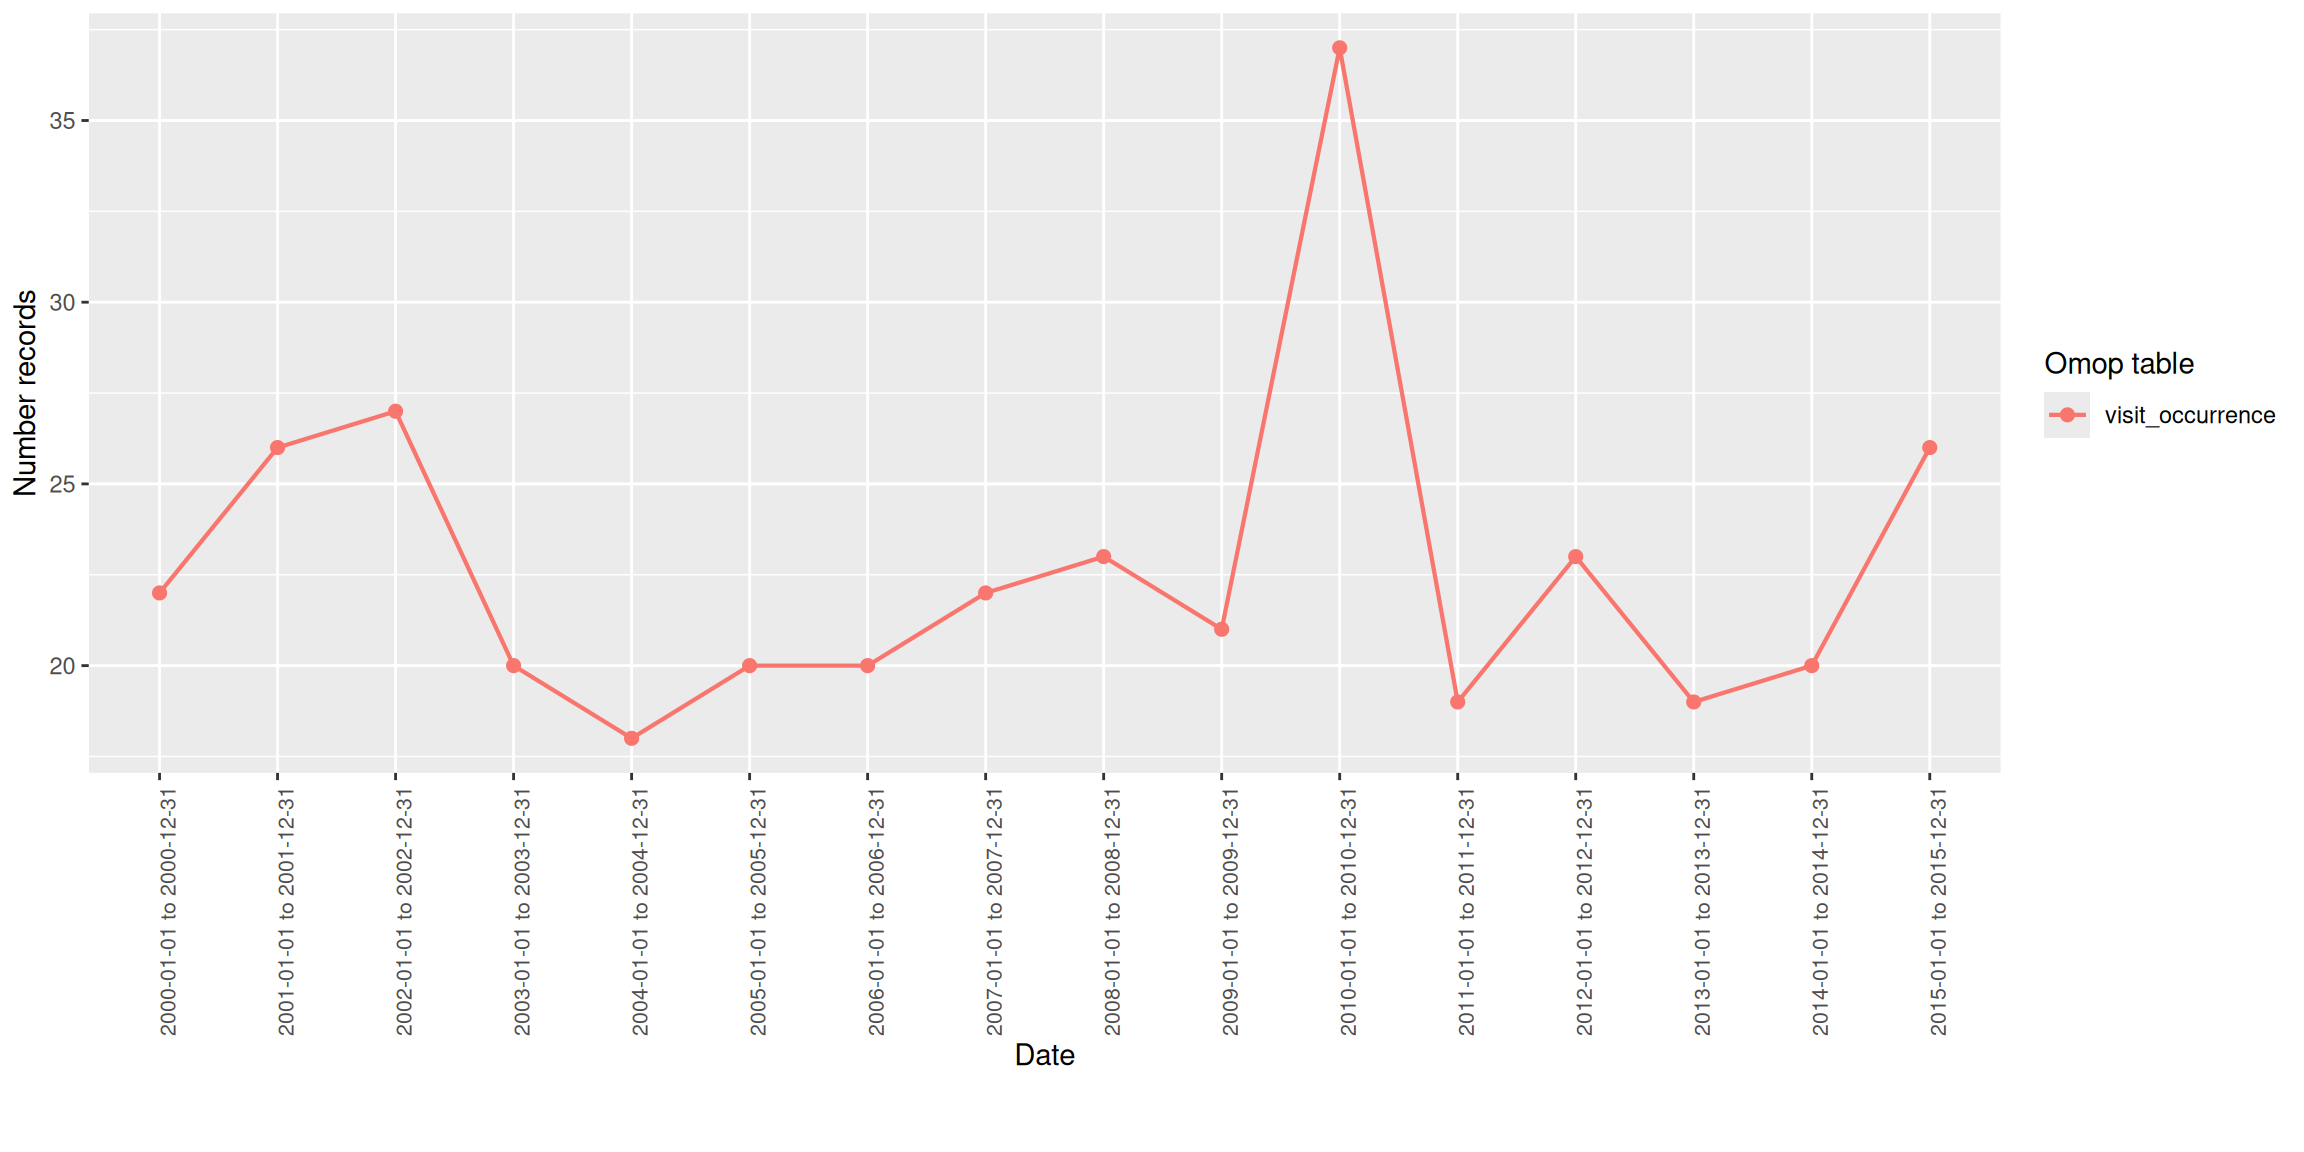 Number records
35
30
25
20
2000-01-01 to 2000-12-31
2001-01-01 to 2001-12-31
2002-01-01 to 2002-12-31
2003-01-01 to 2003-12-31
2004-01-01 to 2004-12-31
2005-01-01 to 2005-12-31
2006-01-01 to 2006-12-31
2007-01-01 to 2007-12-31
2008-01-01 to 2008-12-31
2009-01-01 to 2009-12-31
2010-01-01 to 2010-12-31
2011-01-01 to 2011-12-31
2012-01-01 to 2012-12-31
2013-01-01 to 2013-12-31
2014-01-01 to 2014-12-31
2015-01-01 to 2015-12-31
Date
Omop table
visit_occurrence